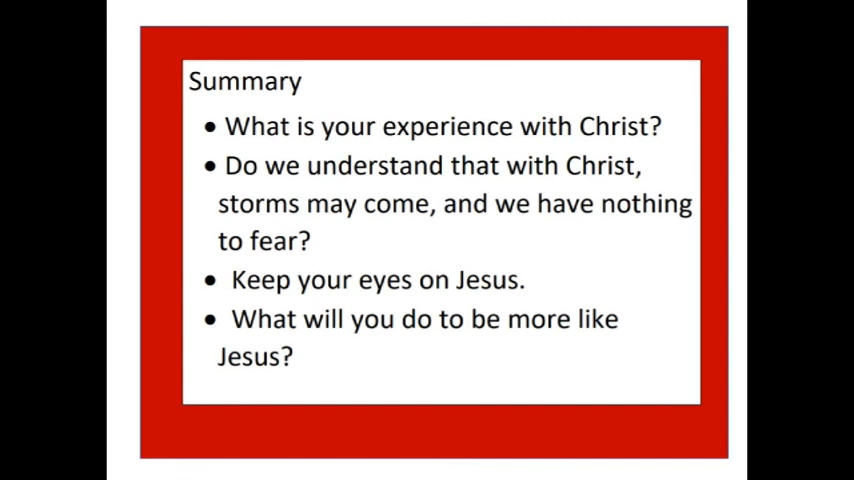 Summary
• What is your experience with Christ?
• Do we understand that with Christ,
storms may come, and we have nothing
to fear?
• Keep your eyes on Jesus.
• What will you do to be more like
Jesus?